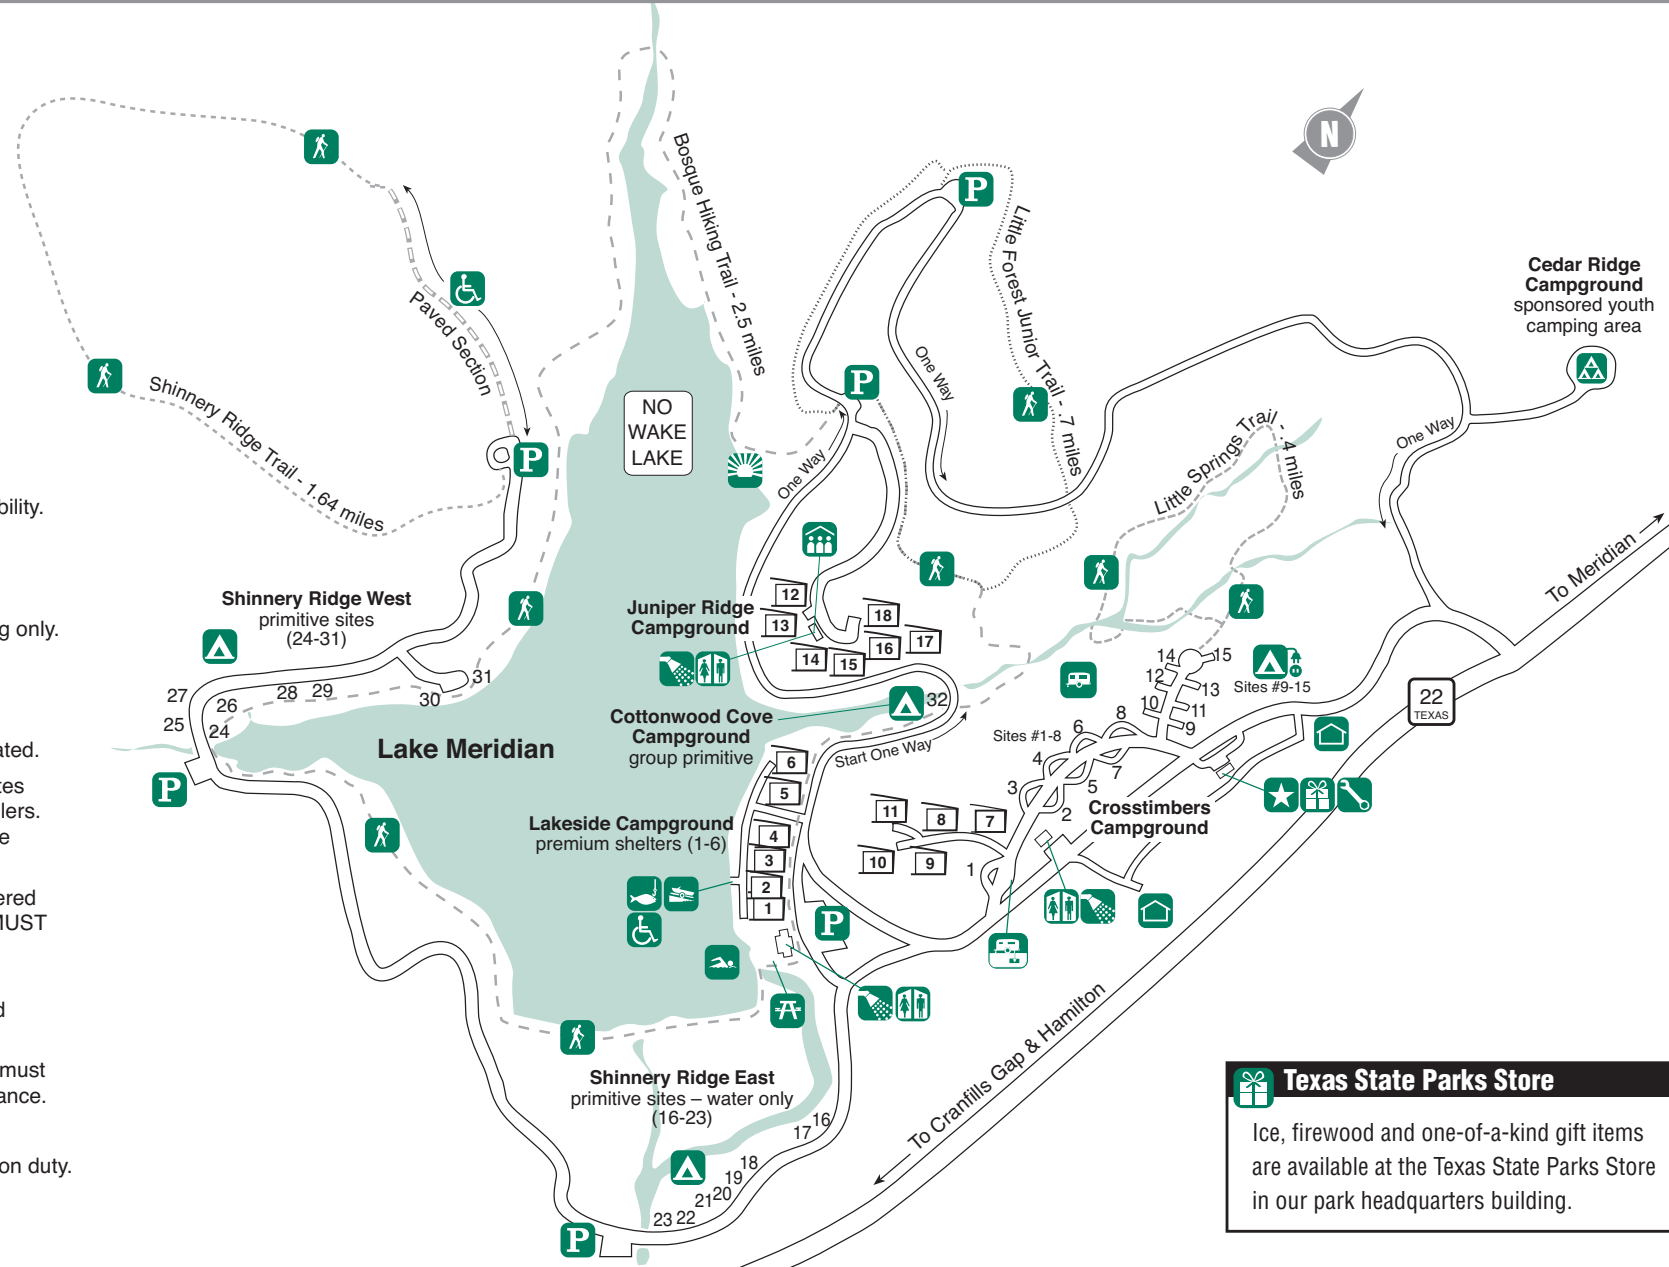 bility.
g only.
ated.
tes
lers.
e
ered
MUST
d
must
ance.
on duty.
N
Bosque Hiking Trail - 2.5 miles
P
Little Forest Junior Trail - .7 miles
Cedar Ridge
Campground
sponsored youth
camping area
Paved Section
Shinnery Ridge Trail - 1.64 miles
P
NO
WAKE
LAKE
P
One Way
One Way
One Way
Little Springs Trail - .4 miles
To Meridian
Shinnery Ridge West
primitive sites
(24-31)
27
26
28
29
30
31
25
24
P
Juniper Ridge
Campground
12
13
14
15
16
17
18
Lake Meridian
Cottonwood Cove
Campground
group primitive
32
Start One Way
Sites #9-15
14
15
12
13
10
11
9
Sites #1-8
8
6
4
7
3
5
2
1
22
TEXAS
Crosstimbers
Campground
Lakeside Campground
premium shelters (1-6)
6
5
4
3
2
1
11
8
7
10
9
P
To Cranfills Gap & Hamilton
Shinnery Ridge East
primitive sites – water only
(16-23)
16
17
18
19
20
21
22
23
P
Texas State Parks Store
Ice, firewood and one-of-a-kind gift items
are available at the Texas State Parks Store
in our park headquarters building.